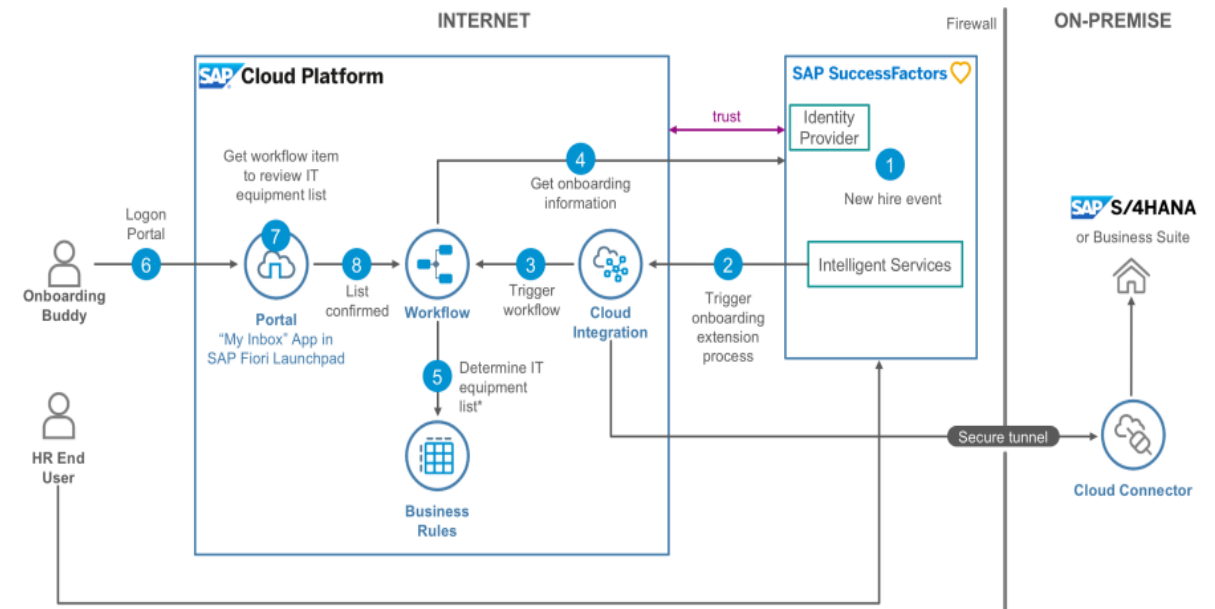 INTERNET
Firewall
ON-PREMISE
SAP Cloud Platform
SAP SuccessFactors
trust
Identity
Provider
1
New hire event
4
Get onboarding
information
Get workflow item
to review IT
equipment list
Logon
Portal
6
7
8
List
confirmed
3
Trigger
workflow
2
Trigger
onboarding
extension
process
Intelligent Services
SAP S/4HANA
or Business Suite
Onboarding
Buddy
Portal
"My Inbox" App in
SAP Fiori Launchpad
Workflow
Cloud
Integration
5
Determine IT
equipment
list*
Secure tunnel
HR End
User
Cloud Connector
Business
Rules